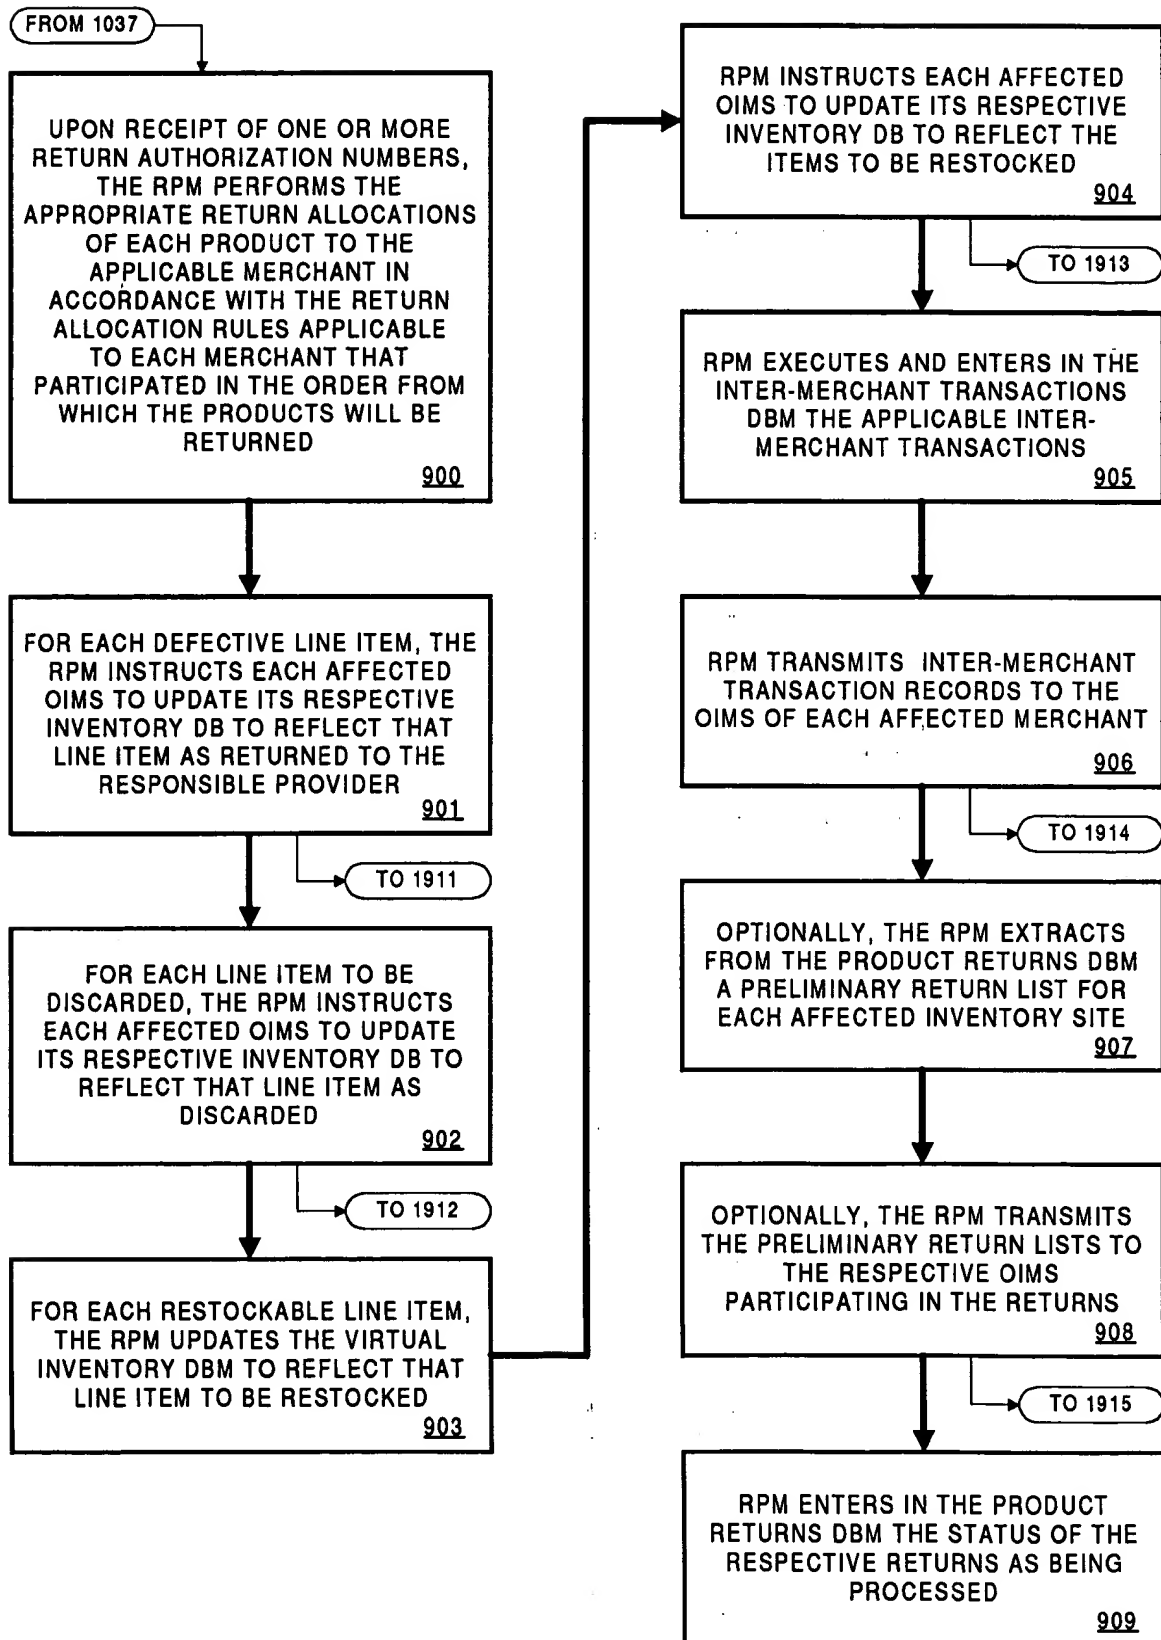 FROM 1037
UPON RECEIPT OF ONE OR MORE
RETURN AUTHORIZATION NUMBERS,
THE RPM PERFORMS THE
APPROPRIATE RETURN ALLOCATIONS
OF EACH PRODUCT TO THE
APPLICABLE MERCHANT IN
ACCORDANCE WITH THE RETURN
ALLOCATION RULES APPLICABLE
TO EACH MERCHANT THAT
PARTICIPATED IN THE ORDER FROM
WHICH THE PRODUCTS WILL BE
RETURNED
900
FOR EACH DEFECTIVE LINE ITEM, THE
RPM INSTRUCTS EACH AFFECTED
OIMS TO UPDATE ITS RESPECTIVE
INVENTORY DB TO REFLECT THAT
LINE ITEM AS RETURNED TO THE
RESPONSIBLE PROVIDER
901
TO 1911
FOR EACH LINE ITEM TO BE
DISCARDED, THE RPM INSTRUCTS
EACH AFFECTED OIMS TO UPDATE
ITS RESPECTIVE INVENTORY DB TO
REFLECT THAT LINE ITEM AS
DISCARDED
902
TO 1912
FOR EACH RESTOCKABLE LINE ITEM,
THE RPM UPDATES THE VIRTUAL
INVENTORY DBM TO REFLECT THAT
LINE ITEM TO BE RESTOCKED
903
RPM INSTRUCTS EACH AFFECTED
OIMS TO UPDATE ITS RESPECTIVE
INVENTORY DB TO REFLECT THE
ITEMS TO BE RESTOCKED
904
TO 1913
RPM EXECUTES AND ENTERS IN THE
INTER-MERCHANT TRANSACTIONS
DBM THE APPLICABLE INTER-
MERCHANT TRANSACTIONS
905
RPM TRANSMITS INTER-MERCHANT
TRANSACTION RECORDS TO THE
OIMS OF EACH AFFECTED MERCHANT
906
TO 1914
OPTIONALLY, THE RPM EXTRACTS
FROM THE PRODUCT RETURNS DBM
A PRELIMINARY RETURN LIST FOR
EACH AFFECTED INVENTORY SITE
907
OPTIONALLY, THE RPM TRANSMITS
THE PRELIMINARY RETURN LISTS TO
THE RESPECTIVE OIMS
PARTICIPATING IN THE RETURNS
908
TO 1915
RPM ENTERS IN THE PRODUCT
RETURNS DBM THE STATUS OF THE
RESPECTIVE RETURNS AS BEING
PROCESSED
909